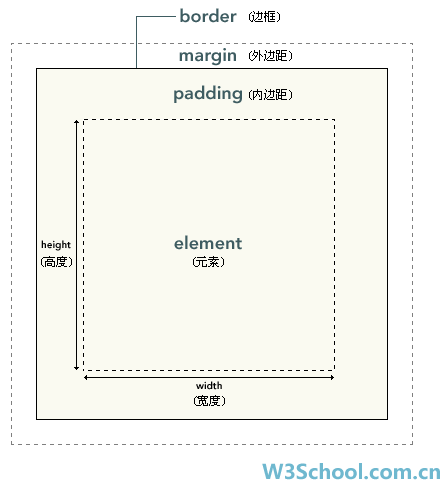 border (边框)
margin (外边距)
padding (内边距)
element
(元素)
height
(高度)
width
(宽度)
W3School.com.cn